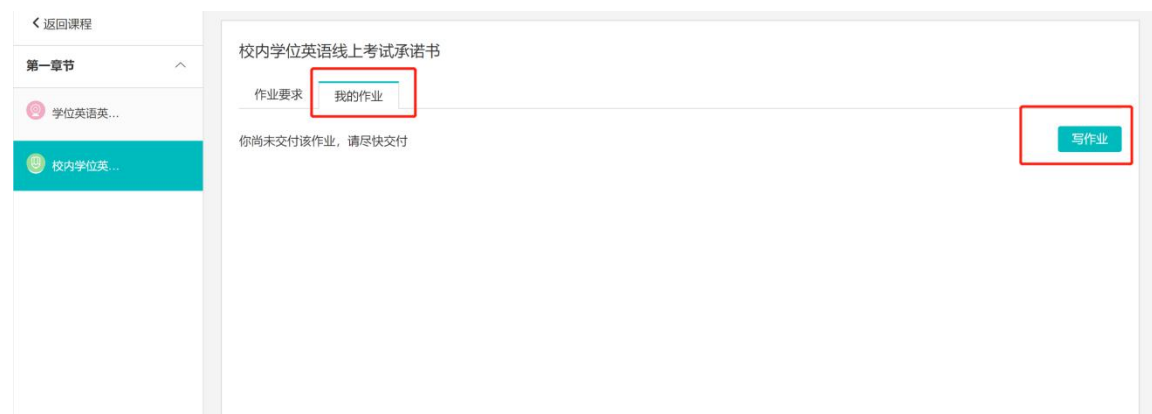 返回课程
第一章节
学位英语英...
校内学位英...
校内学位英语线上考试承诺书
作业要求 我的作业
你尚未交付该作业，请尽快交付
写作业